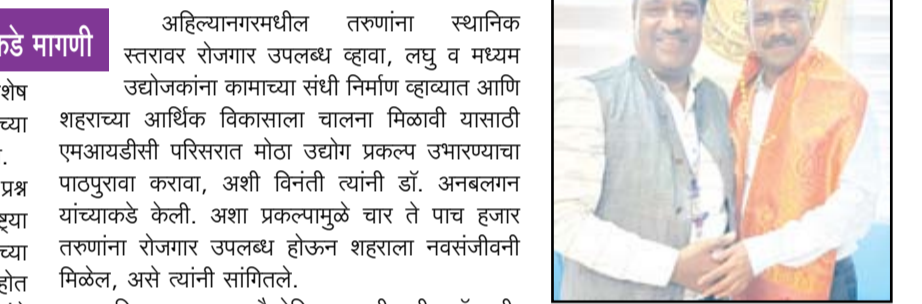 कडे मागणी
शेष
च्या
प्रश्न
ष्ट्या
च्या
होत
अहिल्यानगरमधील तरुणांना स्थानिक
स्तरावर रोजगार उपलब्ध व्हावा, लघु व मध्यम
उद्योजकांना कामाच्या संधी निर्माण व्हाव्यात आणि
शहराच्या आर्थिक विकासाला चालना मिळावी यासाठी
एमआयडीसी परिसरात मोठा उद्योग प्रकल्प उभारण्याचा
पाठपुरावा करावा, अशी विनंती त्यांनी डॉ. अनबलगन
यांच्याकडे केली. अशा प्रकल्पामुळे चार ते पाच हजार
तरुणांना रोजगार उपलब्ध होऊन शहराला नवसंजीवनी
मिळेल, असे त्यांनी सांगितले.